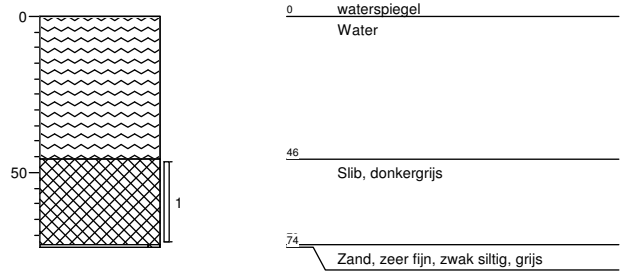 0
50
1
0 waterspiegel
Water
46
Slib, donkergrijs
74
Zand, zeer fijn, zwak siltig, grijs